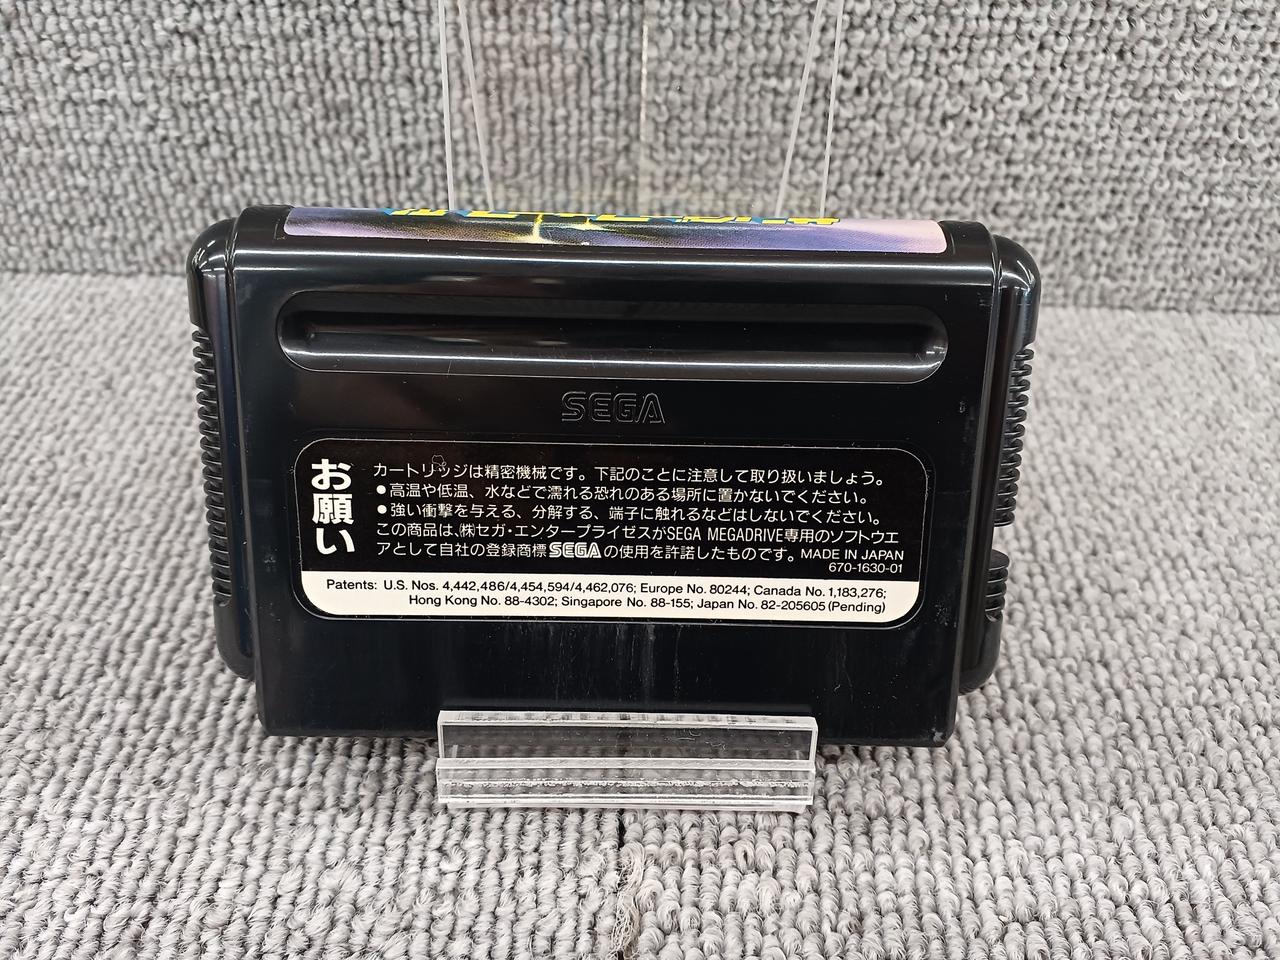 SEGA
お願い
カートリッジは精密機械です。下記のことに注意して取り扱いましょう。
●高温や低温、水などで濡れる恐れのある場所に置かないでください。
●強い衝撃を与える、分解する、端子に触れるなどはしないでください。
この商品は、㈱セガ・エンタープライゼスがSEGA MEGADRIVE専用のソフトウエ
アとして自社の登録商標SEGAの使用を許諾したものです。MADE IN JAPAN
670-1630-01
Patents: U.S. Nos. 4,442,486/4,454,594/4,462,076; Europe No. 80244; Canada No. 1,183,276;
Hong Kong No. 88-4302; Singapore No. 88-155; Japan No. 82-205605 (Pending)